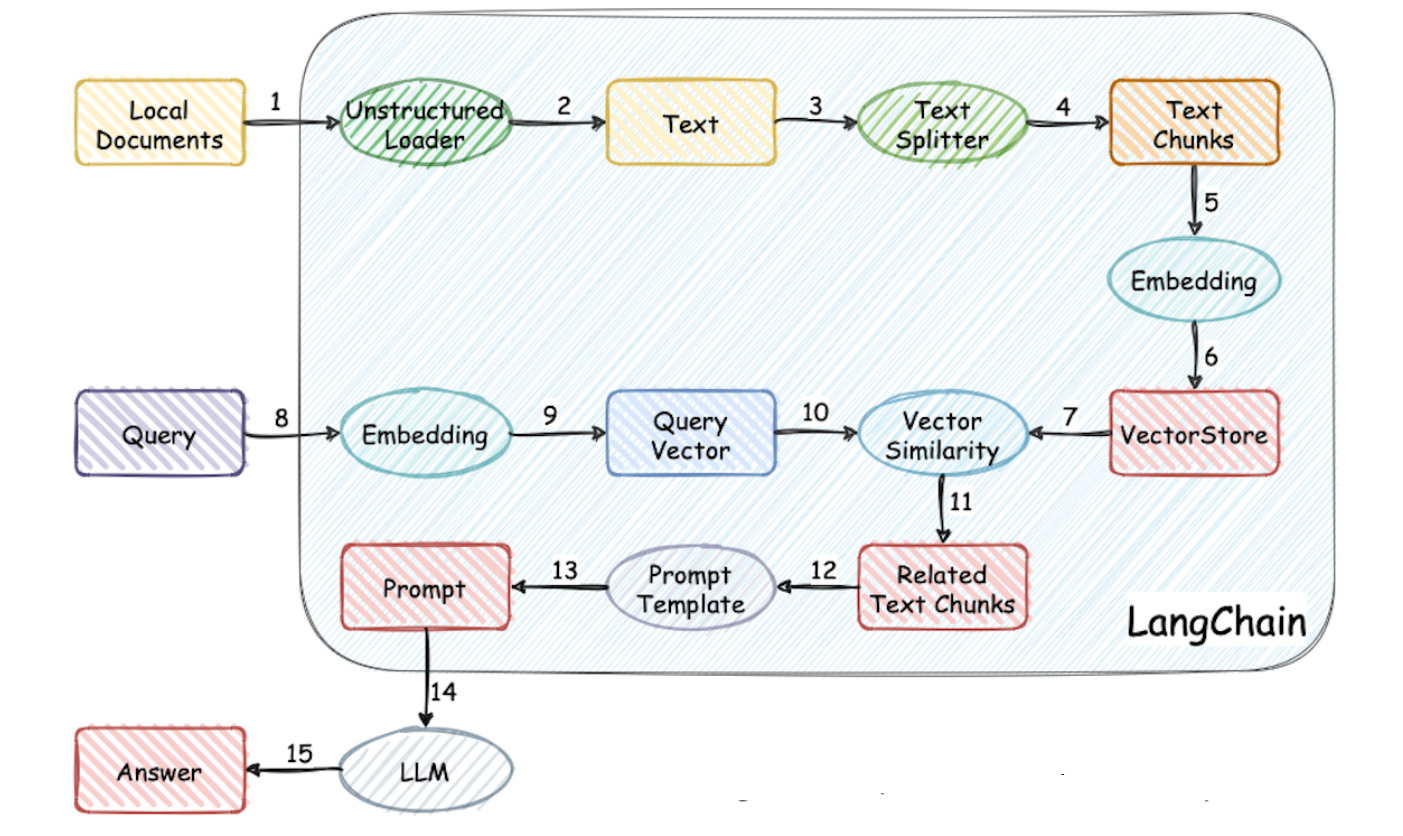 1
2
3
4
Local
Documents
Unstructured
Loader
Text
Text
Splitter
Text
Chunks
5
Embedding
6
8
9
10
7
Query
Embedding
Query
Vector
Vector
Similarity
VectorStore
11
13
12
Prompt
Prompt
Template
Related
Text Chunks
LangChain
14
15
Answer
LLM